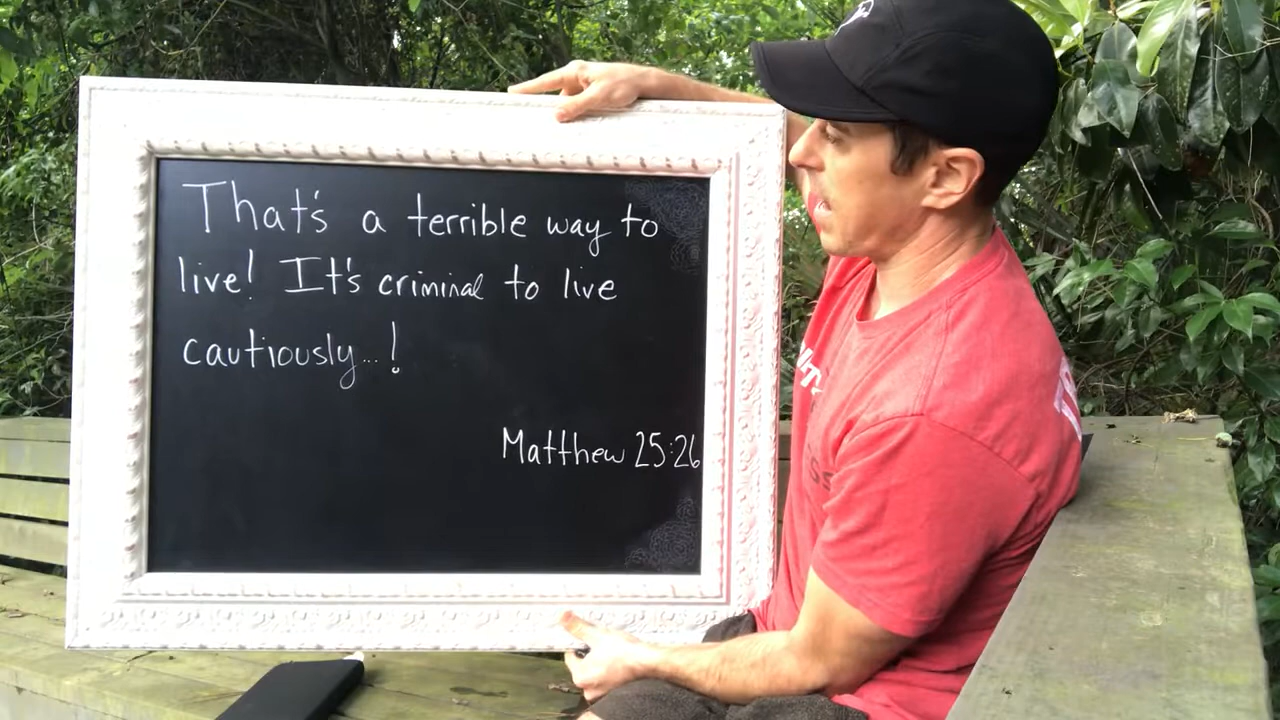 That's a terrible way to
live! It's criminal to live
cautiously...!
Matthew 25:26